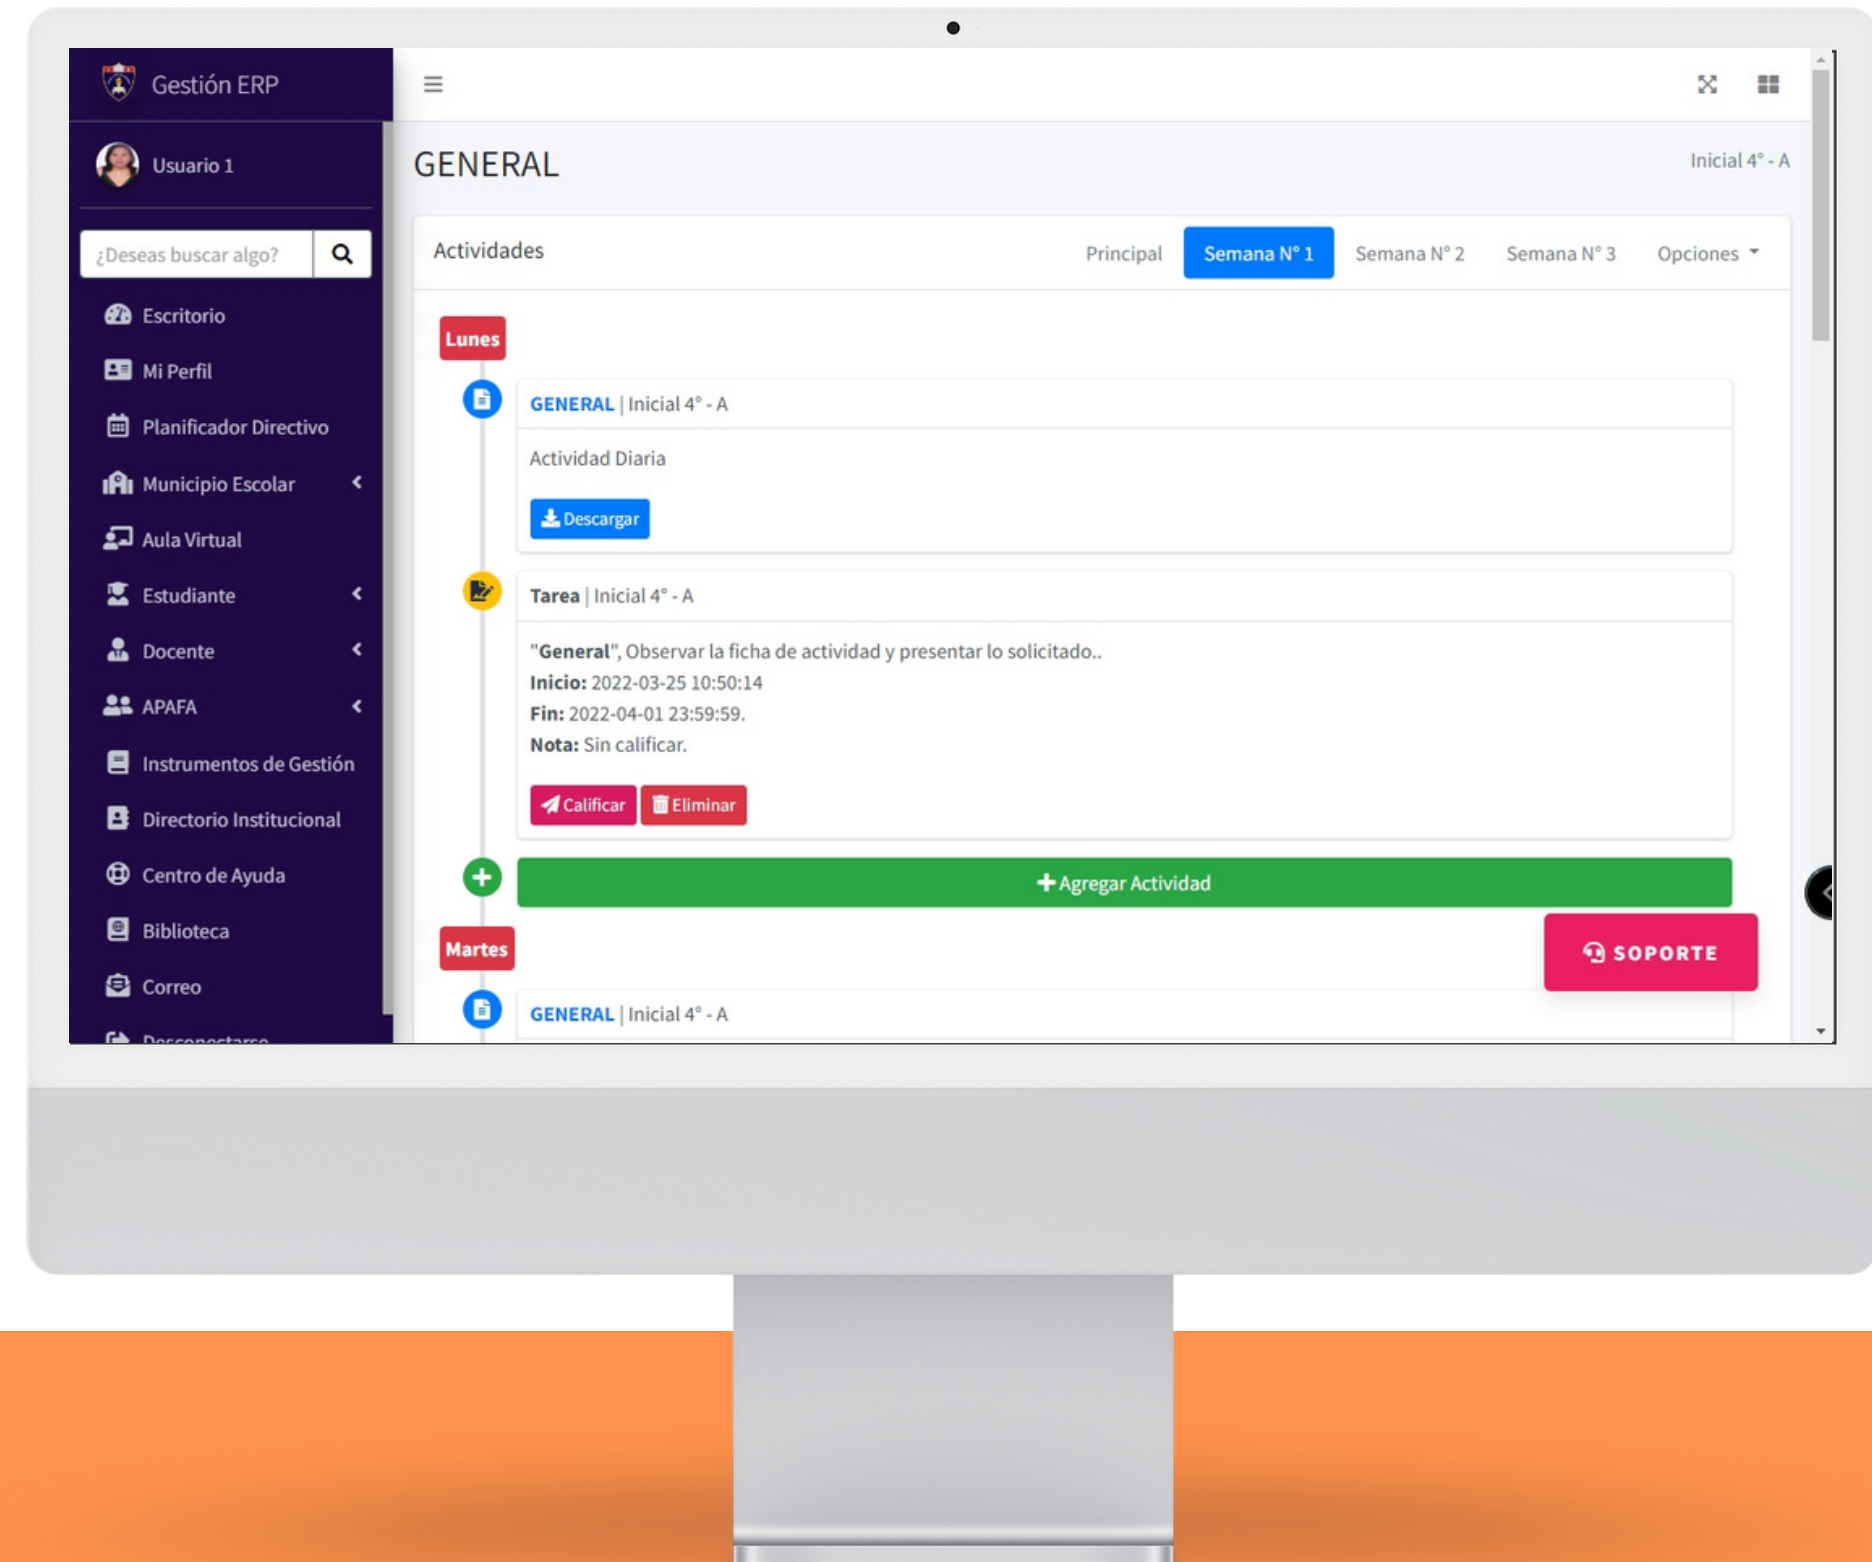 Gestión ERP
Usuario 1
¿Deseas buscar algo?
Escritorio
Mi Perfil
Planificador Directivo
Municipio Escolar
Aula Virtual
Estudiante
Docente
APAFA
Instrumentos de Gestión
Directorio Institucional
Centro de Ayuda
Biblioteca
Correo
Desconectarse
GENERAL
Inicial 4° - A
Actividades
Principal
Semana N° 1
Semana N° 2
Semana N° 3
Opciones
Lunes
GENERAL | Inicial 4° - A
Actividad Diaria
Descargar
Tarea | Inicial 4° - A
"General", Observar la ficha de actividad y presentar lo solicitado..
Inicio: 2022-03-25 10:50:14
Fin: 2022-04-01 23:59:59.
Nota: Sin calificar.
Calificar
Eliminar
Agregar Actividad
Martes
SOPORTE
GENERAL | Inicial 4° - A